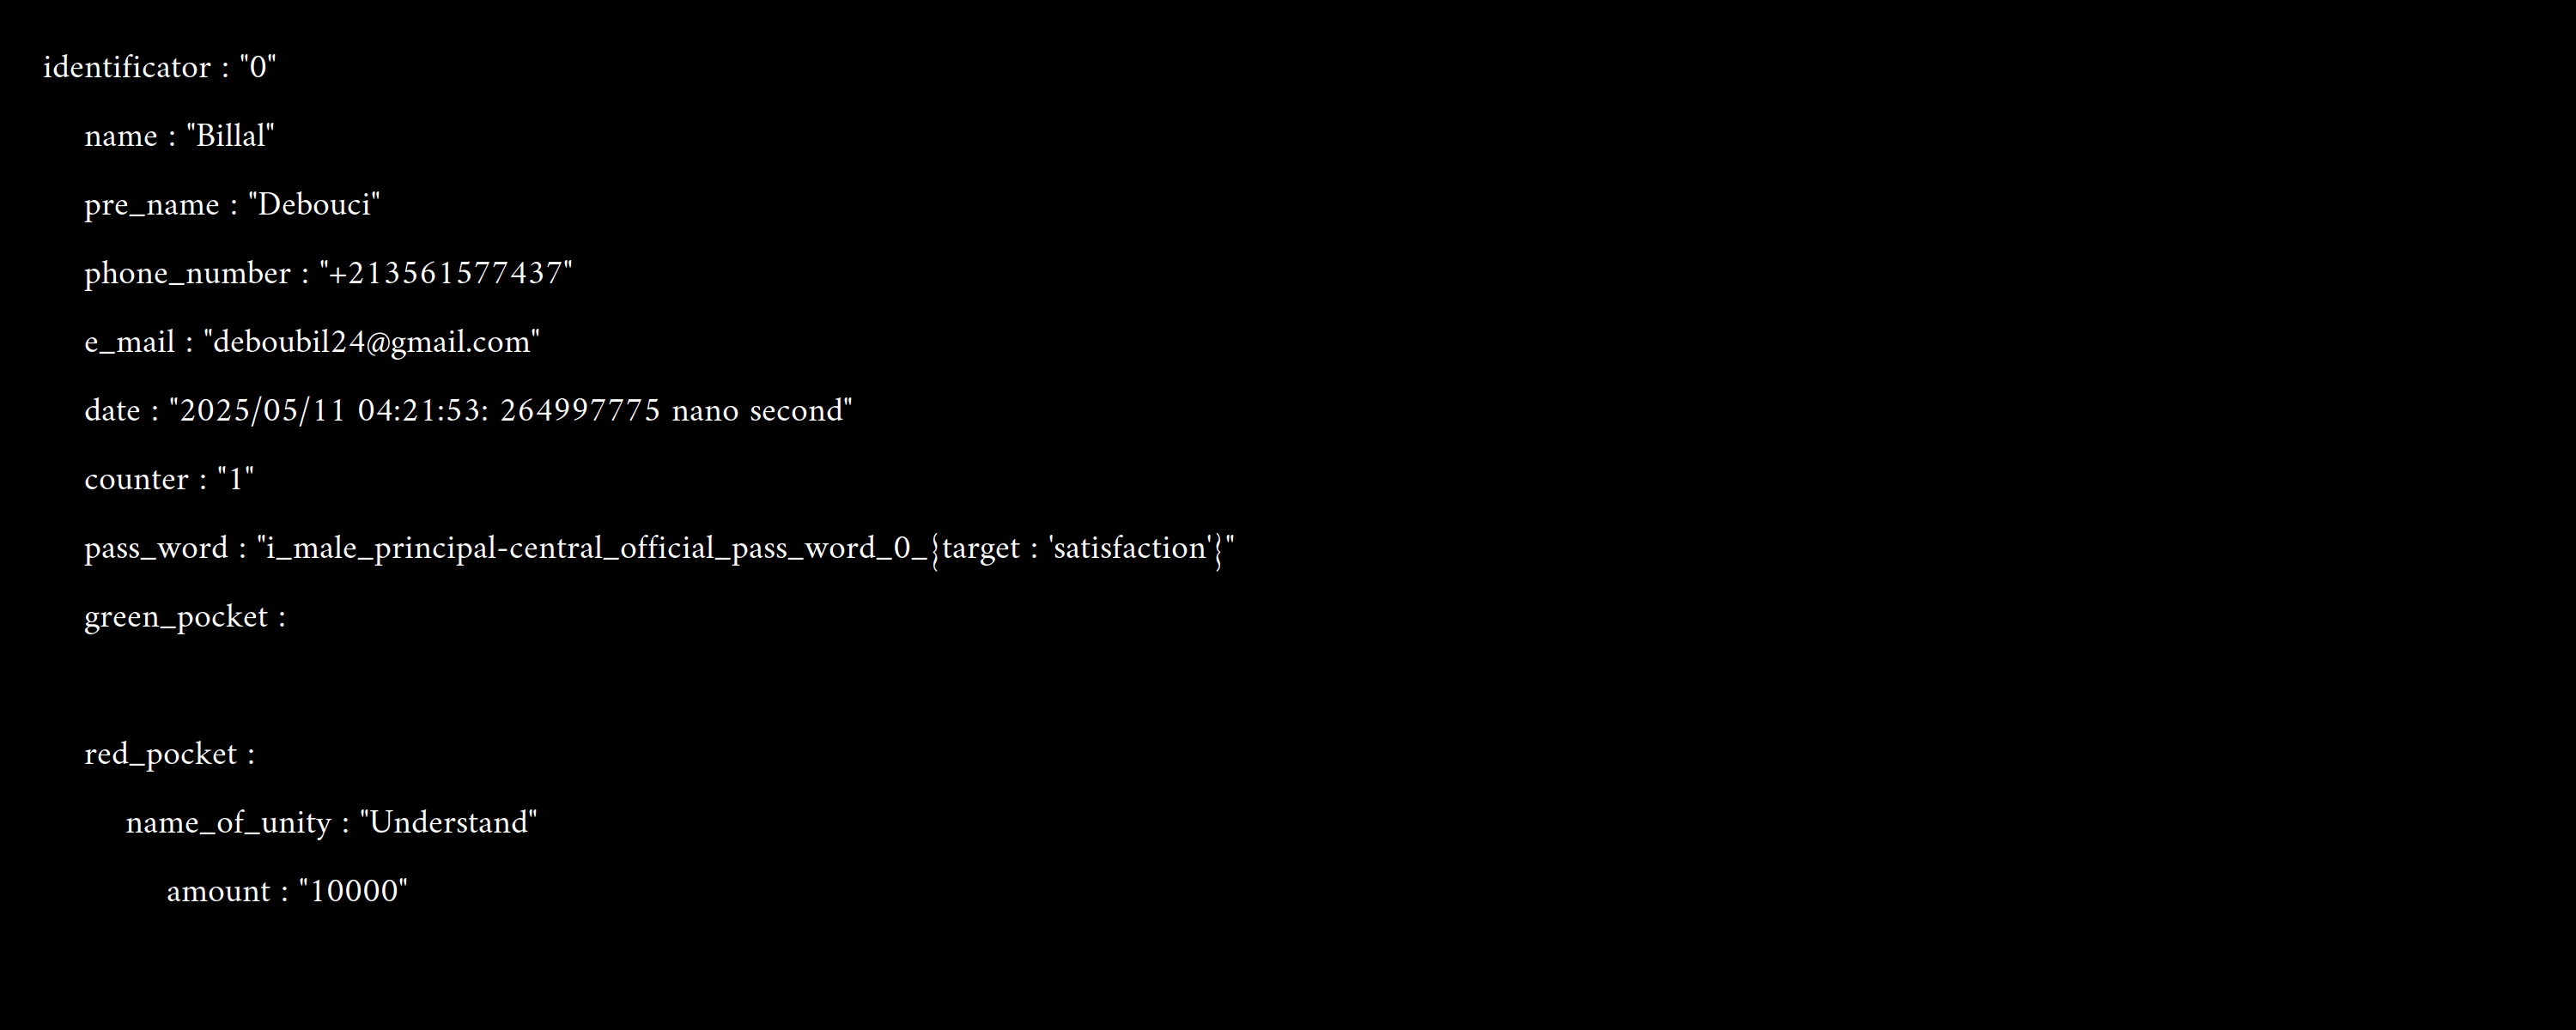 identificator : "0"
name : "Billal"
pre_name : "Debouci"
phone_number : "+213561577437"
e_mail : "deboubil24@gmail.com"
date : "2025/05/11 04:21:53: 264997775 nano second"
counter : "1"
pass_word : "i_male_principal-central_official_pass_word_0_{target : 'satisfaction'}"
green_pocket :
red_pocket :
name_of_unity : "Understand"
amount : "10000"